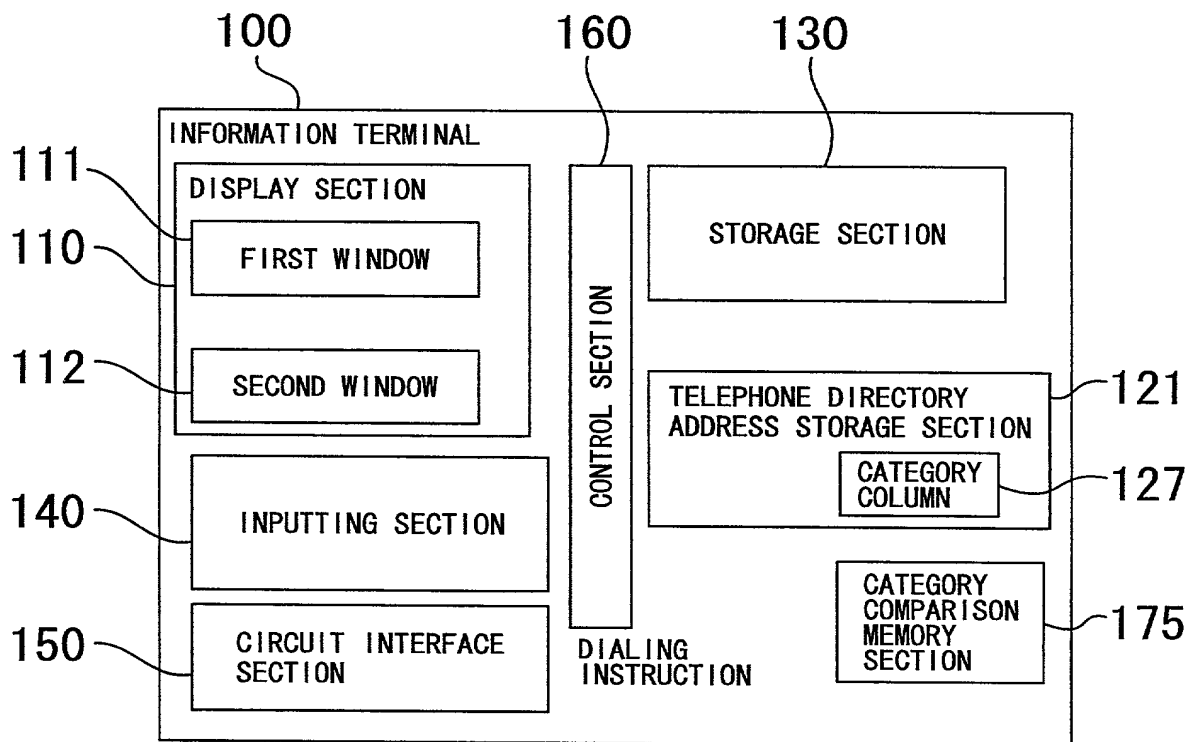 100
160
130
INFORMATION TERMINAL
111
DISPLAY SECTION
110
FIRST WINDOW
112
SECOND WINDOW
CONTROL SECTION
STORAGE SECTION
TELEPHONE DIRECTORY
ADDRESS STORAGE SECTION
121
CATEGORY
COLUMN
127
140
INPUTTING SECTION
150
CIRCUIT INTERFACE
SECTION
DIALING
INSTRUCTION
CATEGORY
COMPARISON
MEMORY
SECTION
175